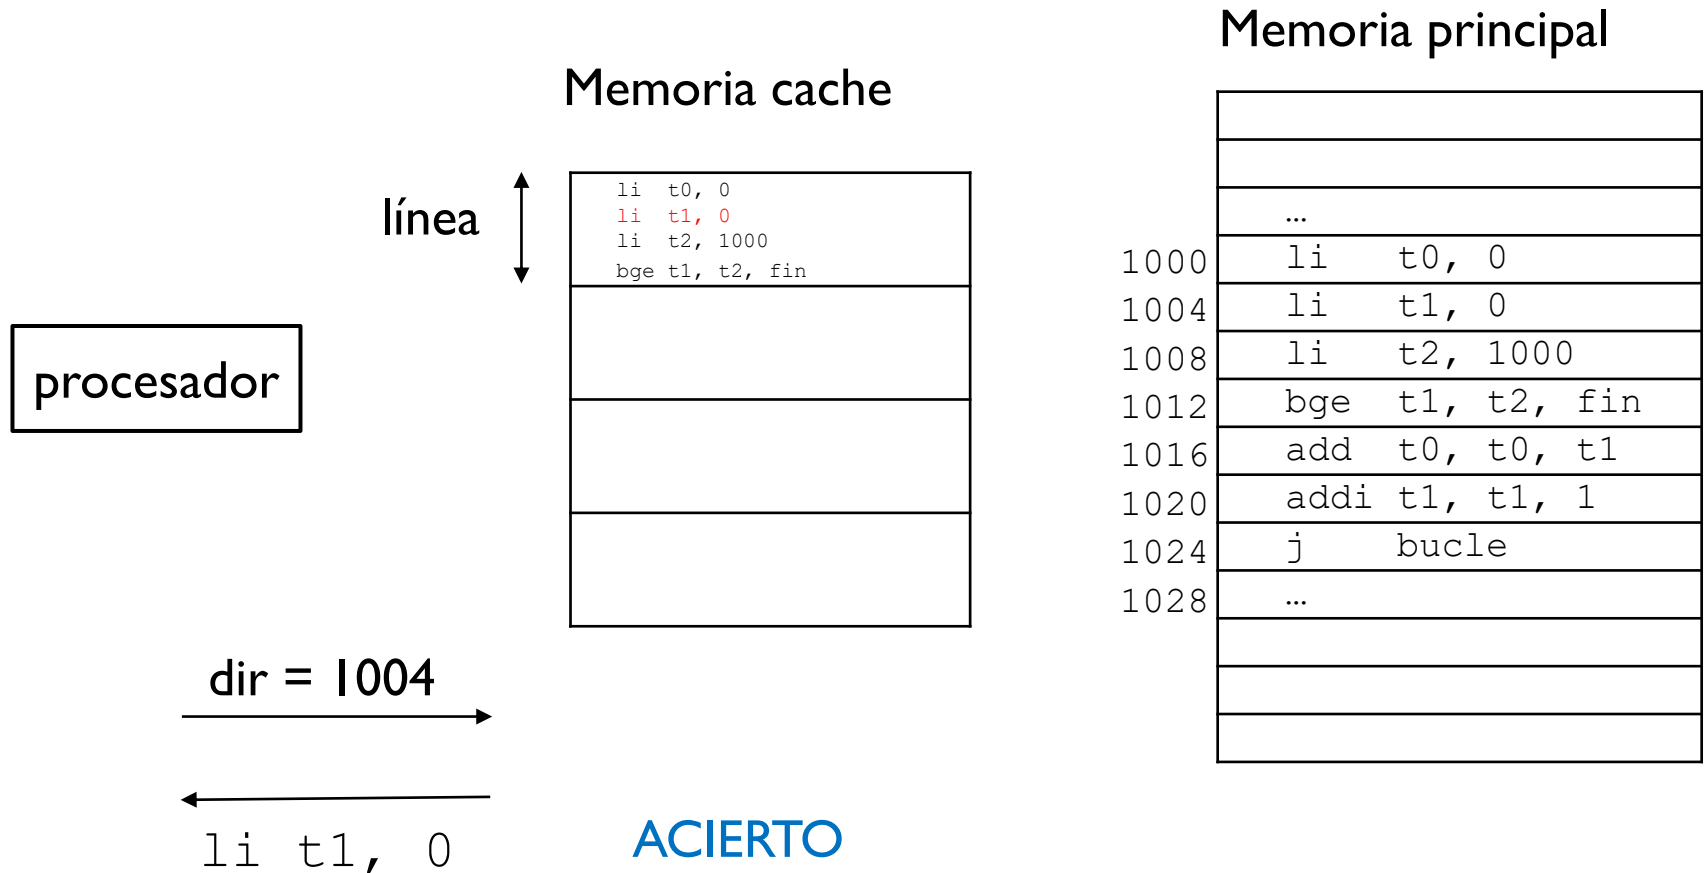 Memoria principal
Memoria cache
línea
li t0, 0
li t1, 0
li t2, 1000
bge t1, t2, fin
procesador
…
1000 li t0, 0
1004 li t1, 0
1008 li t2, 1000
1012 bge t1, t2, fin
1016 add t0, t0, t1
1020 addi t1, t1, 1
1024 j bucle
1028 …
dir = 1004
li t1, 0
ACIERTO